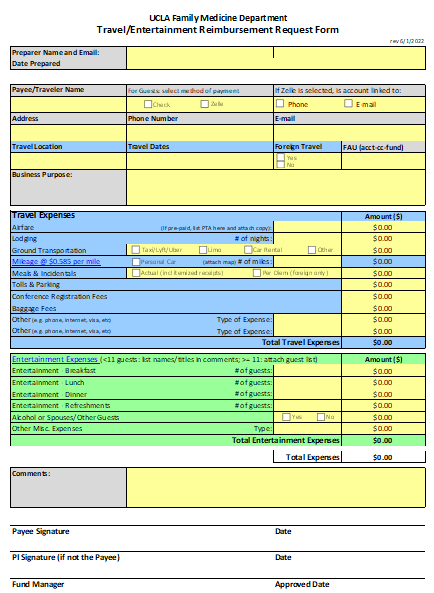 UCLA Family Medicine Department
Travel/Entertainment Reimbursement Request Form
rev 6/1/2022
Preparer Name and Email:
Date Prepared
Payee/Traveler Name For Guests: select method of payment If Zelle is selected, is account linked to:
Check Zelle Phone E-mail
Address Phone Number E-mail
Travel Location Travel Dates Foreign Travel FAU (acct-cc-fund)
Yes
No
Business Purpose:
Travel Expenses Amount ($)
Airfare (If pre-paid, list PTA here and attach copy): $0.00
Lodging # of nights: $0.00
Ground Transportation Taxi/Lyft/Uber Limo Car Rental Other $0.00
Mileage @ $0.585 per mile Personal Car (attach map) # of miles: $0.00
Meals & Incidentals Actual (incl itemized receipts) Per Diem (foreign only) $0.00
Tolls & Parking $0.00
Conference Registration Fees $0.00
Baggage Fees $0.00
Other (e.g. phone, internet, visa, etc) Type of Expense: $0.00
Other (e.g. phone, internet, visa, etc) Type of Expense: $0.00
Total Travel Expenses $0.00
Entertainment Expenses (<11 guests: list names/titles in comments; >= 11: attach guest list) Amount ($)
Entertainment - Breakfast # of guests: $0.00
Entertainment - Lunch # of guests: $0.00
Entertainment - Dinner # of guests: $0.00
Entertainment - Refreshments # of guests: $0.00
Alcohol or Spouses/Other Guests Yes No $0.00
Other Misc. Expenses Type: $0.00
Total Entertainment Expenses $0.00
Total Expenses $0.00
Comments:
Payee Signature Date
PI Signature (if not the Payee) Date
Fund Manager Approved Date